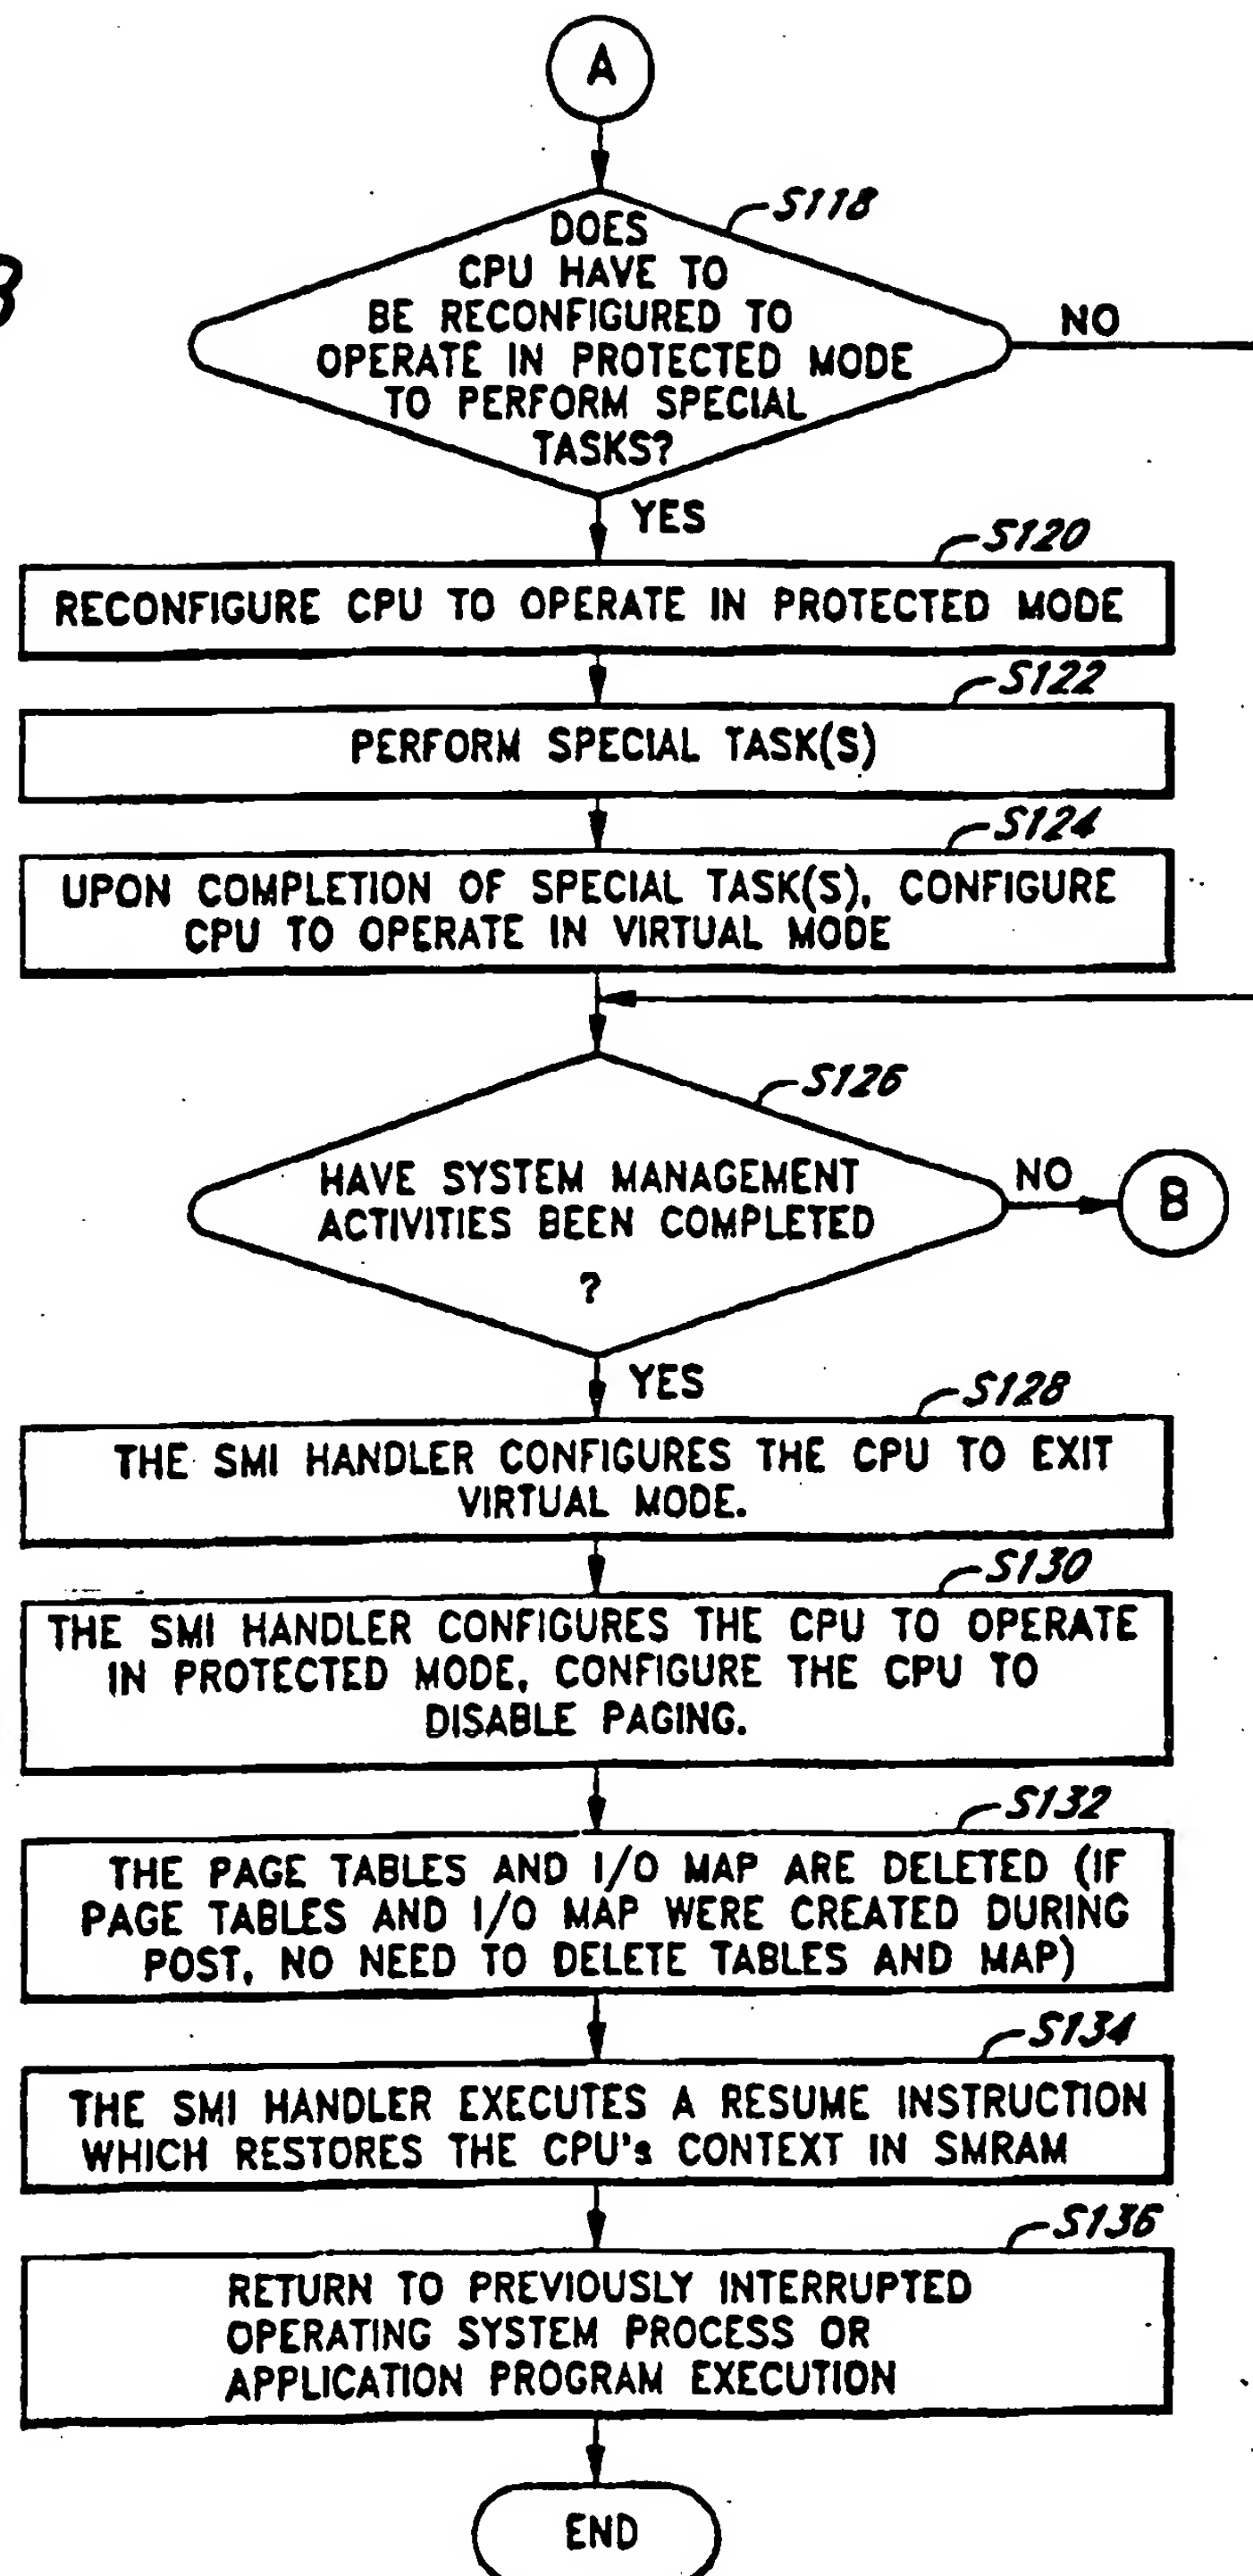 A
S118
DOES
CPU HAVE TO
BE RECONFIGURED TO
OPERATE IN PROTECTED MODE
TO PERFORM SPECIAL
TASKS?
NO
YES
S120
RECONFIGURE CPU TO OPERATE IN PROTECTED MODE
S122
PERFORM SPECIAL TASK(S)
S124
UPON COMPLETION OF SPECIAL TASK(S), CONFIGURE
CPU TO OPERATE IN VIRTUAL MODE
S126
HAVE SYSTEM MANAGEMENT
ACTIVITIES BEEN COMPLETED
?
NO
B
YES
S128
THE SMI HANDLER CONFIGURES THE CPU TO EXIT
VIRTUAL MODE.
S130
THE SMI HANDLER CONFIGURES THE CPU TO OPERATE
IN PROTECTED MODE, CONFIGURE THE CPU TO
DISABLE PAGING.
S132
THE PAGE TABLES AND I/O MAP ARE DELETED (IF
PAGE TABLES AND I/O MAP WERE CREATED DURING
POST, NO NEED TO DELETE TABLES AND MAP)
S134
THE SMI HANDLER EXECUTES A RESUME INSTRUCTION
WHICH RESTORES THE CPU's CONTEXT IN SMRAM
S136
RETURN TO PREVIOUSLY INTERRUPTED
OPERATING SYSTEM PROCESS OR
APPLICATION PROGRAM EXECUTION
END